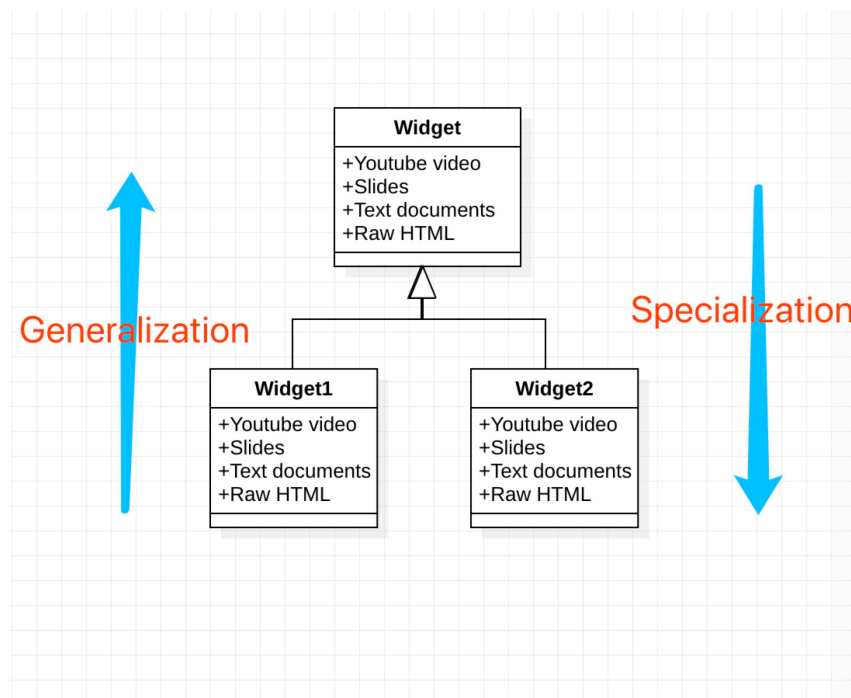 Widget
+Youtube video
+Slides
+Text documents
+Raw HTML
Generalization
Specialization
Widget1
+Youtube video
+Slides
+Text documents
+Raw HTML
Widget2
+Youtube video
+Slides
+Text documents
+Raw HTML